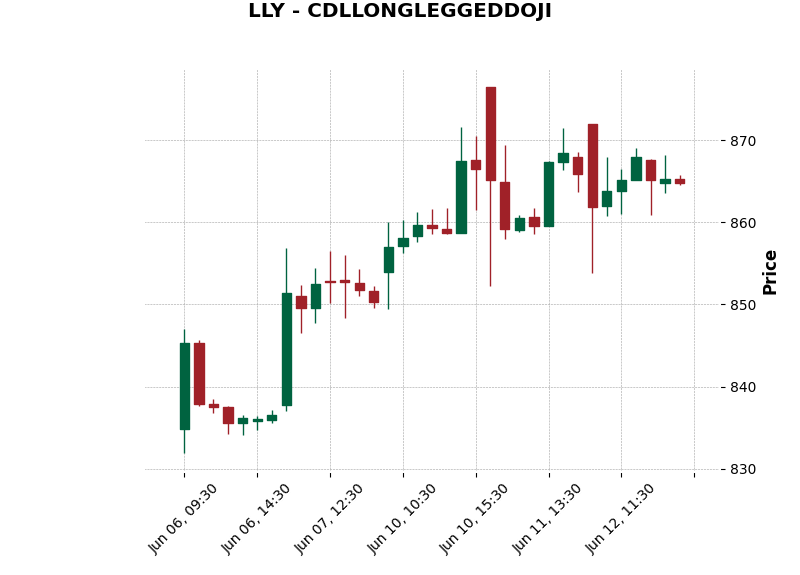 LLY - CDLLONGLEGGEDDOJI
870
860
850
840
830
Price
Jun 06, 09:30
Jun 06, 14:30
Jun 07, 12:30
Jun 10, 10:30
Jun 10, 15:30
Jun 11, 13:30
Jun 12, 11:30